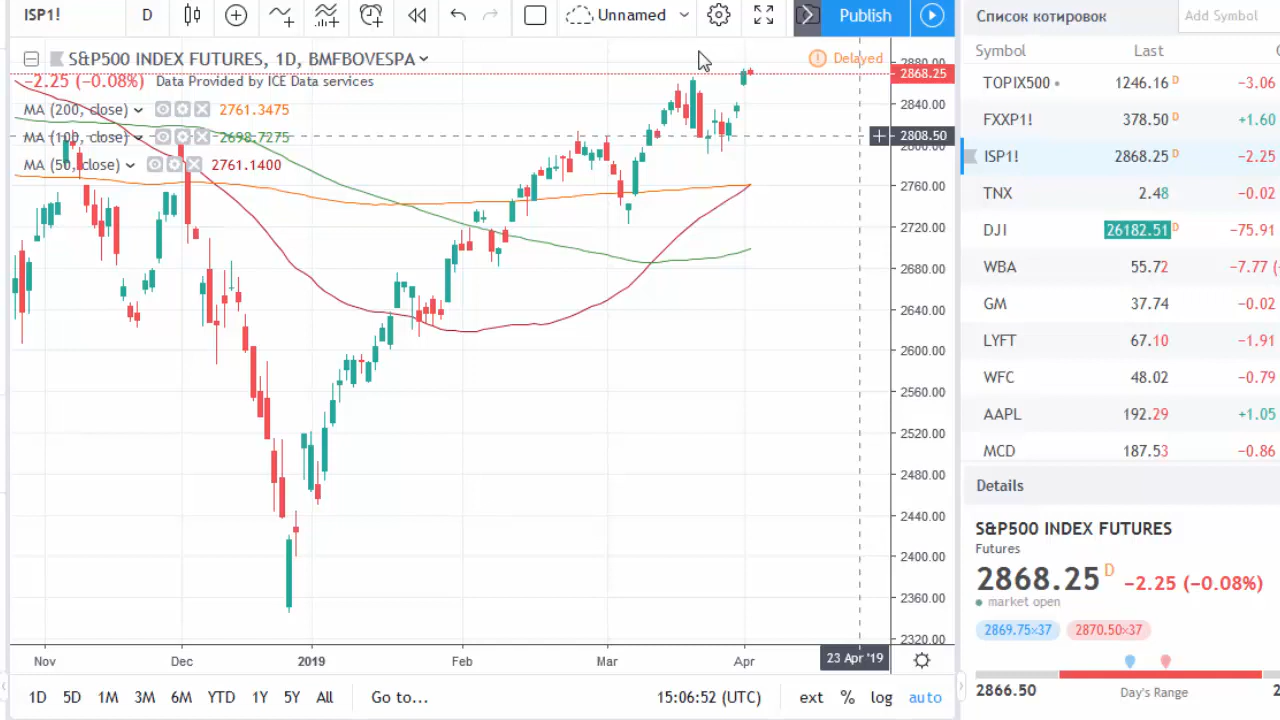 ISP1!
D
Unnamed
Publish
S&P500 INDEX FUTURES, 1D, BMFBOVESPA
Delayed
−2.25 (−0.08%) Data Provided by ICE Data services
MA (200, close) 2761.3475
MA (100, close) 2698.7275
MA (50, close) 2761.1400
2880.00
2868.25
2840.00
2808.50
2800.00
2760.00
2720.00
2680.00
2640.00
2600.00
2560.00
2520.00
2480.00
2440.00
2400.00
2360.00
2320.00
Nov Dec 2019 Feb Mar Apr 23 Apr '19
1D 5D 1M 3M 6M YTD 1Y 5Y All Go to... 15:06:52 (UTC) ext % log auto
Список котировок Add Symbol
Symbol Last
TOPIX500 1246.16 D −3.06
FXXP1! 378.50 D +1.60
ISP1! 2868.25 D −2.25
TNX 2.48 −0.02
DJI 26182.51 D −75.91
WBA 55.72 −7.77 (
GM 37.74 −0.02
LYFT 67.10 −1.91
WFC 48.02 −0.79
AAPL 192.29 +1.05
MCD 187.53 −0.86
Details
S&P500 INDEX FUTURES
Futures
2868.25 D −2.25 (−0.08%)
market open
2869.75×37 2870.50×37
2866.50 Day's Range 2